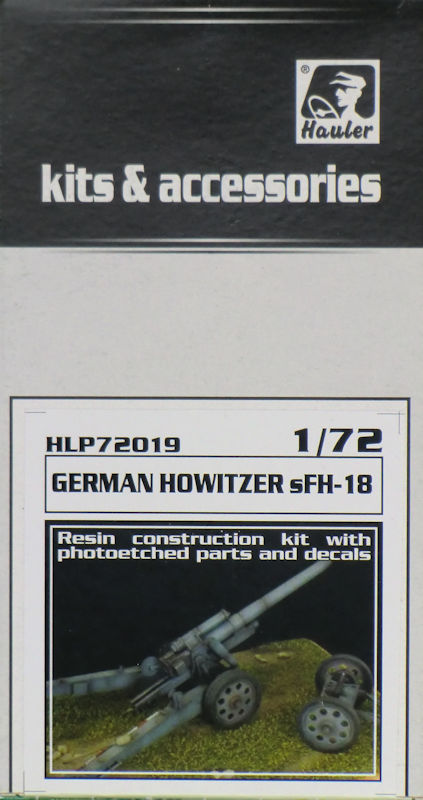 ®
Hauler
kits & accessories
HLP72019
1/72
GERMAN HOWITZER sFH-18
Resin construction kit with
photoetched parts and decals